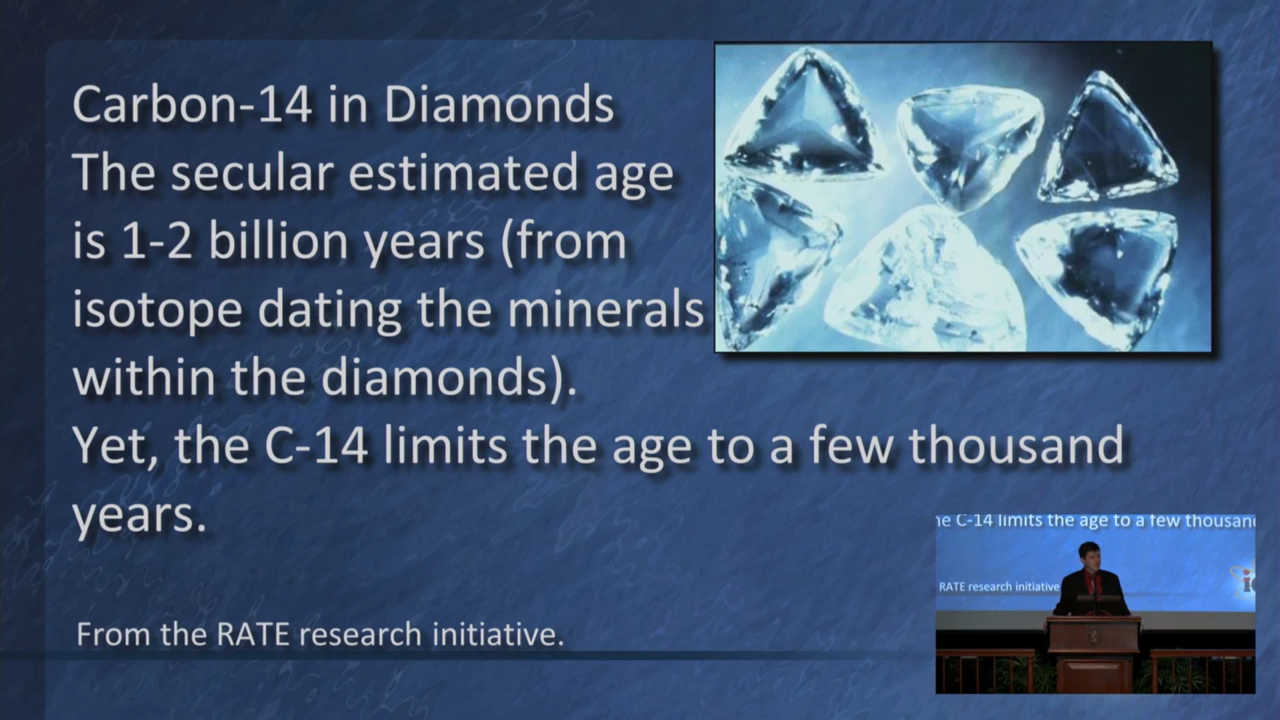 Carbon-14 in Diamonds
The secular estimated age
is 1-2 billion years (from
isotope dating the minerals
within the diamonds).
Yet, the C-14 limits the age to a few thousand
years.
From the RATE research initiative.
C-14 limits the age to a few
RATE research initiative